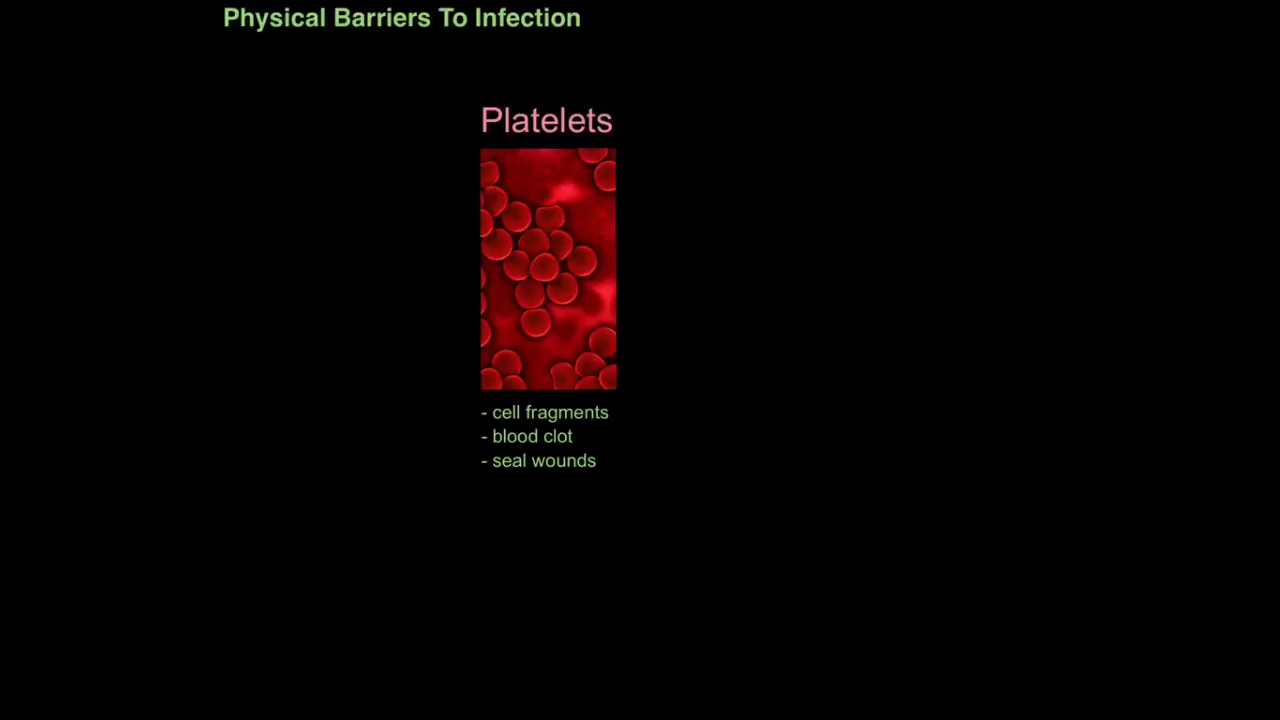 Physical Barriers To Infection
Platelets
- cell fragments
- blood clot
- seal wounds